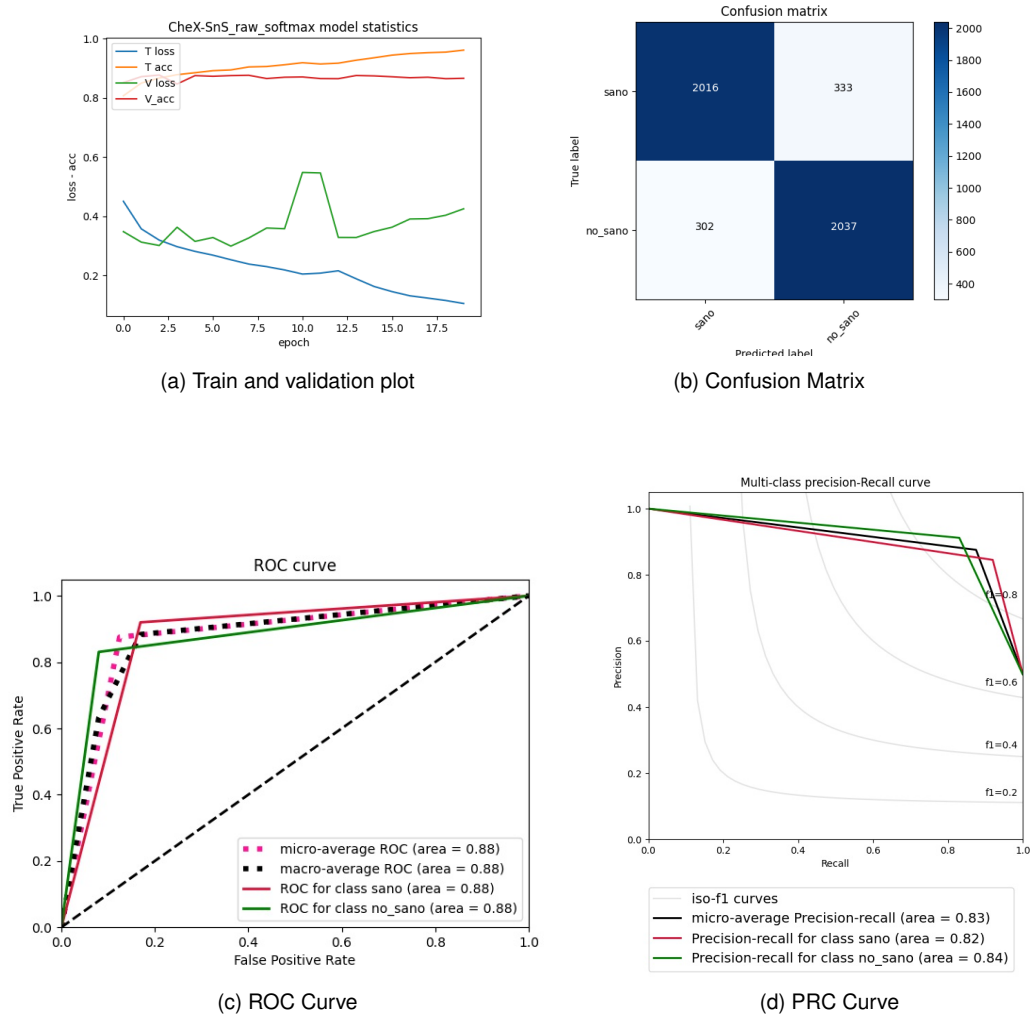 CheX-SnS_raw_softmax model statistics
1.0
0.8
0.6
0.4
0.2
loss - acc
T loss
T acc
V loss
V_acc
0.0 2.5 5.0 7.5 10.0 12.5 15.0 17.5
epoch
(a) Train and validation plot
Confusion matrix
True label
sano
no_sano
2016 333
302 2037
sano no_sano
Predicted label
2000
1800
1600
1400
1200
1000
800
600
400
(b) Confusion Matrix
ROC curve
True Positive Rate
1.0
0.8
0.6
0.4
0.2
0.0
0.0 0.2 0.4 0.6 0.8 1.0
False Positive Rate
micro-average ROC (area = 0.88)
macro-average ROC (area = 0.88)
ROC for class sano (area = 0.88)
ROC for class no_sano (area = 0.88)
(c) ROC Curve
Multi-class precision-Recall curve
Precision
1.0
0.8
0.6
0.4
0.2
0.0
f1=0.8
f1=0.6
f1=0.4
f1=0.2
0.0 0.2 0.4 0.6 0.8 1.0
Recall
iso-f1 curves
micro-average Precision-recall (area = 0.83)
Precision-recall for class sano (area = 0.82)
Precision-recall for class no_sano (area = 0.84)
(d) PRC Curve